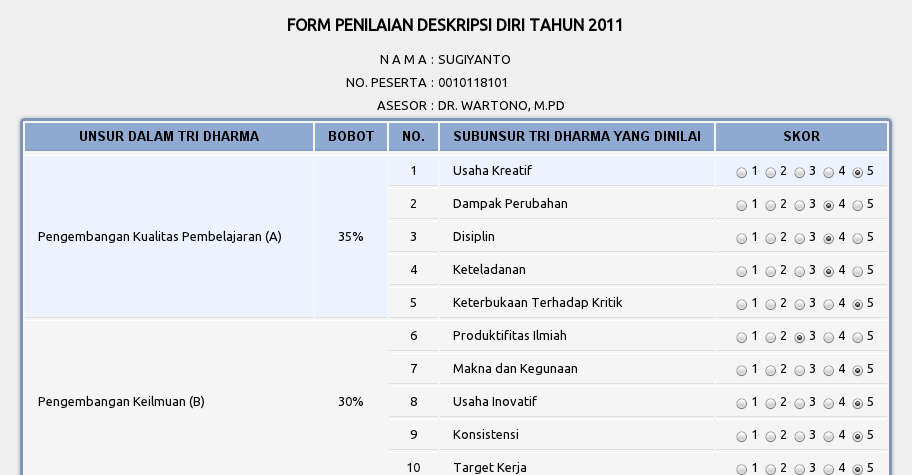 FORM PENILAIAN DESKRIPSI DIRI TAHUN 2011
N A M A : SUGIYANTO
NO. PESERTA : 0010118101
ASESOR : DR. WARTONO, M.PD
UNSUR DALAM TRI DHARMA BOBOT NO. SUBUNSUR TRI DHARMA YANG DINILAI SKOR
1 Usaha Kreatif 1 2 3 4 5
2 Dampak Perubahan 1 2 3 4 5
Pengembangan Kualitas Pembelajaran (A) 35% 3 Disiplin 1 2 3 4 5
4 Keteladanan 1 2 3 4 5
5 Keterbukaan Terhadap Kritik 1 2 3 4 5
6 Produktifitas Ilmiah 1 2 3 4 5
7 Makna dan Kegunaan 1 2 3 4 5
Pengembangan Keilmuan (B) 30% 8 Usaha Inovatif 1 2 3 4 5
9 Konsistensi 1 2 3 4 5
10 Target Kerja 1 2 3 4 5